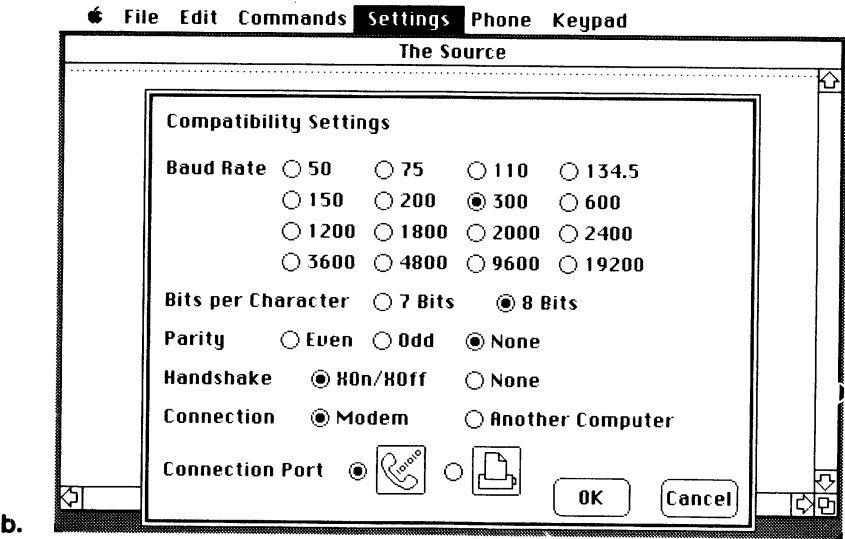 File Edit Commands Settings Phone Keypad
The Source
Compatibility Settings
Baud Rate 50 75 110 134.5
150 200 300 600
1200 1800 2000 2400
3600 4800 9600 19200
Bits per Character 7 Bits 8 Bits
Parity Even Odd None
Handshake XOn/XOff None
Connection Modem Another Computer
Connection Port
OK Cancel
b.